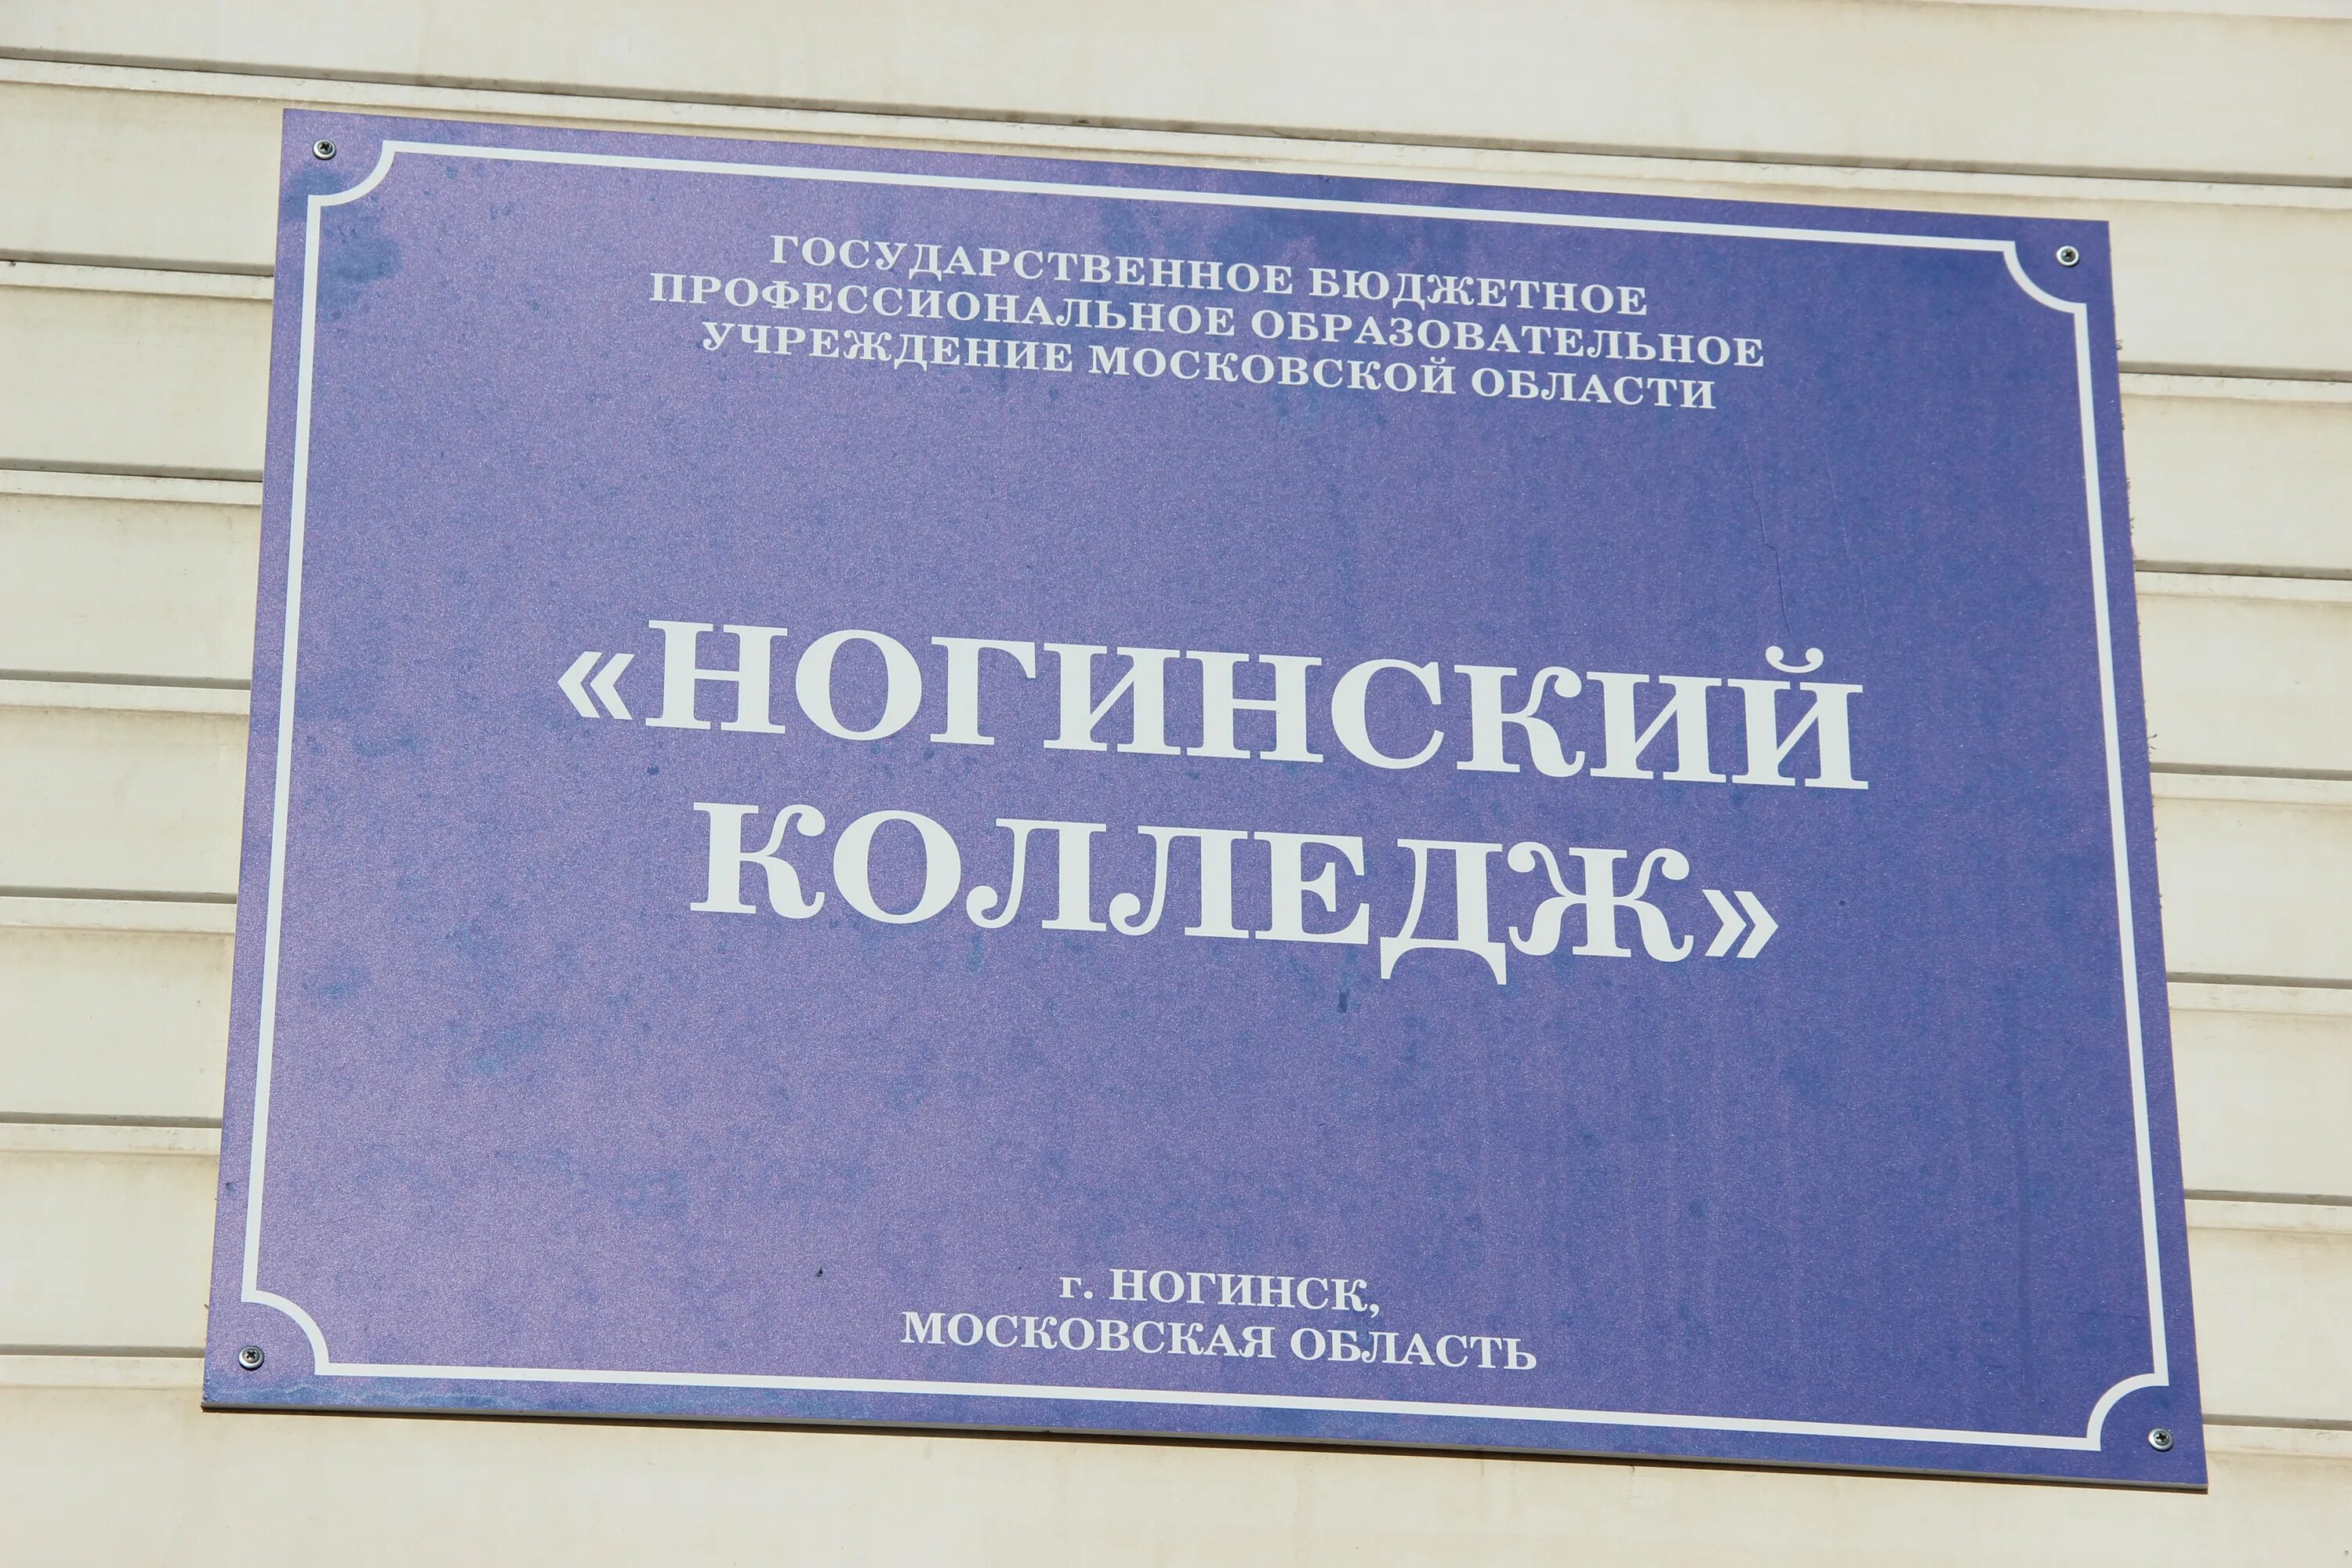 ГОСУДАРСТВЕННОЕ БЮДЖЕТНОЕ
ПРОФЕССИОНАЛЬНОЕ ОБРАЗОВАТЕЛЬНОЕ
УЧРЕЖДЕНИЕ МОСКОВСКОЙ ОБЛАСТИ
«НОГИНСКИЙ
КОЛЛЕДЖ»
г. НОГИНСК,
МОСКОВСКАЯ ОБЛАСТЬ